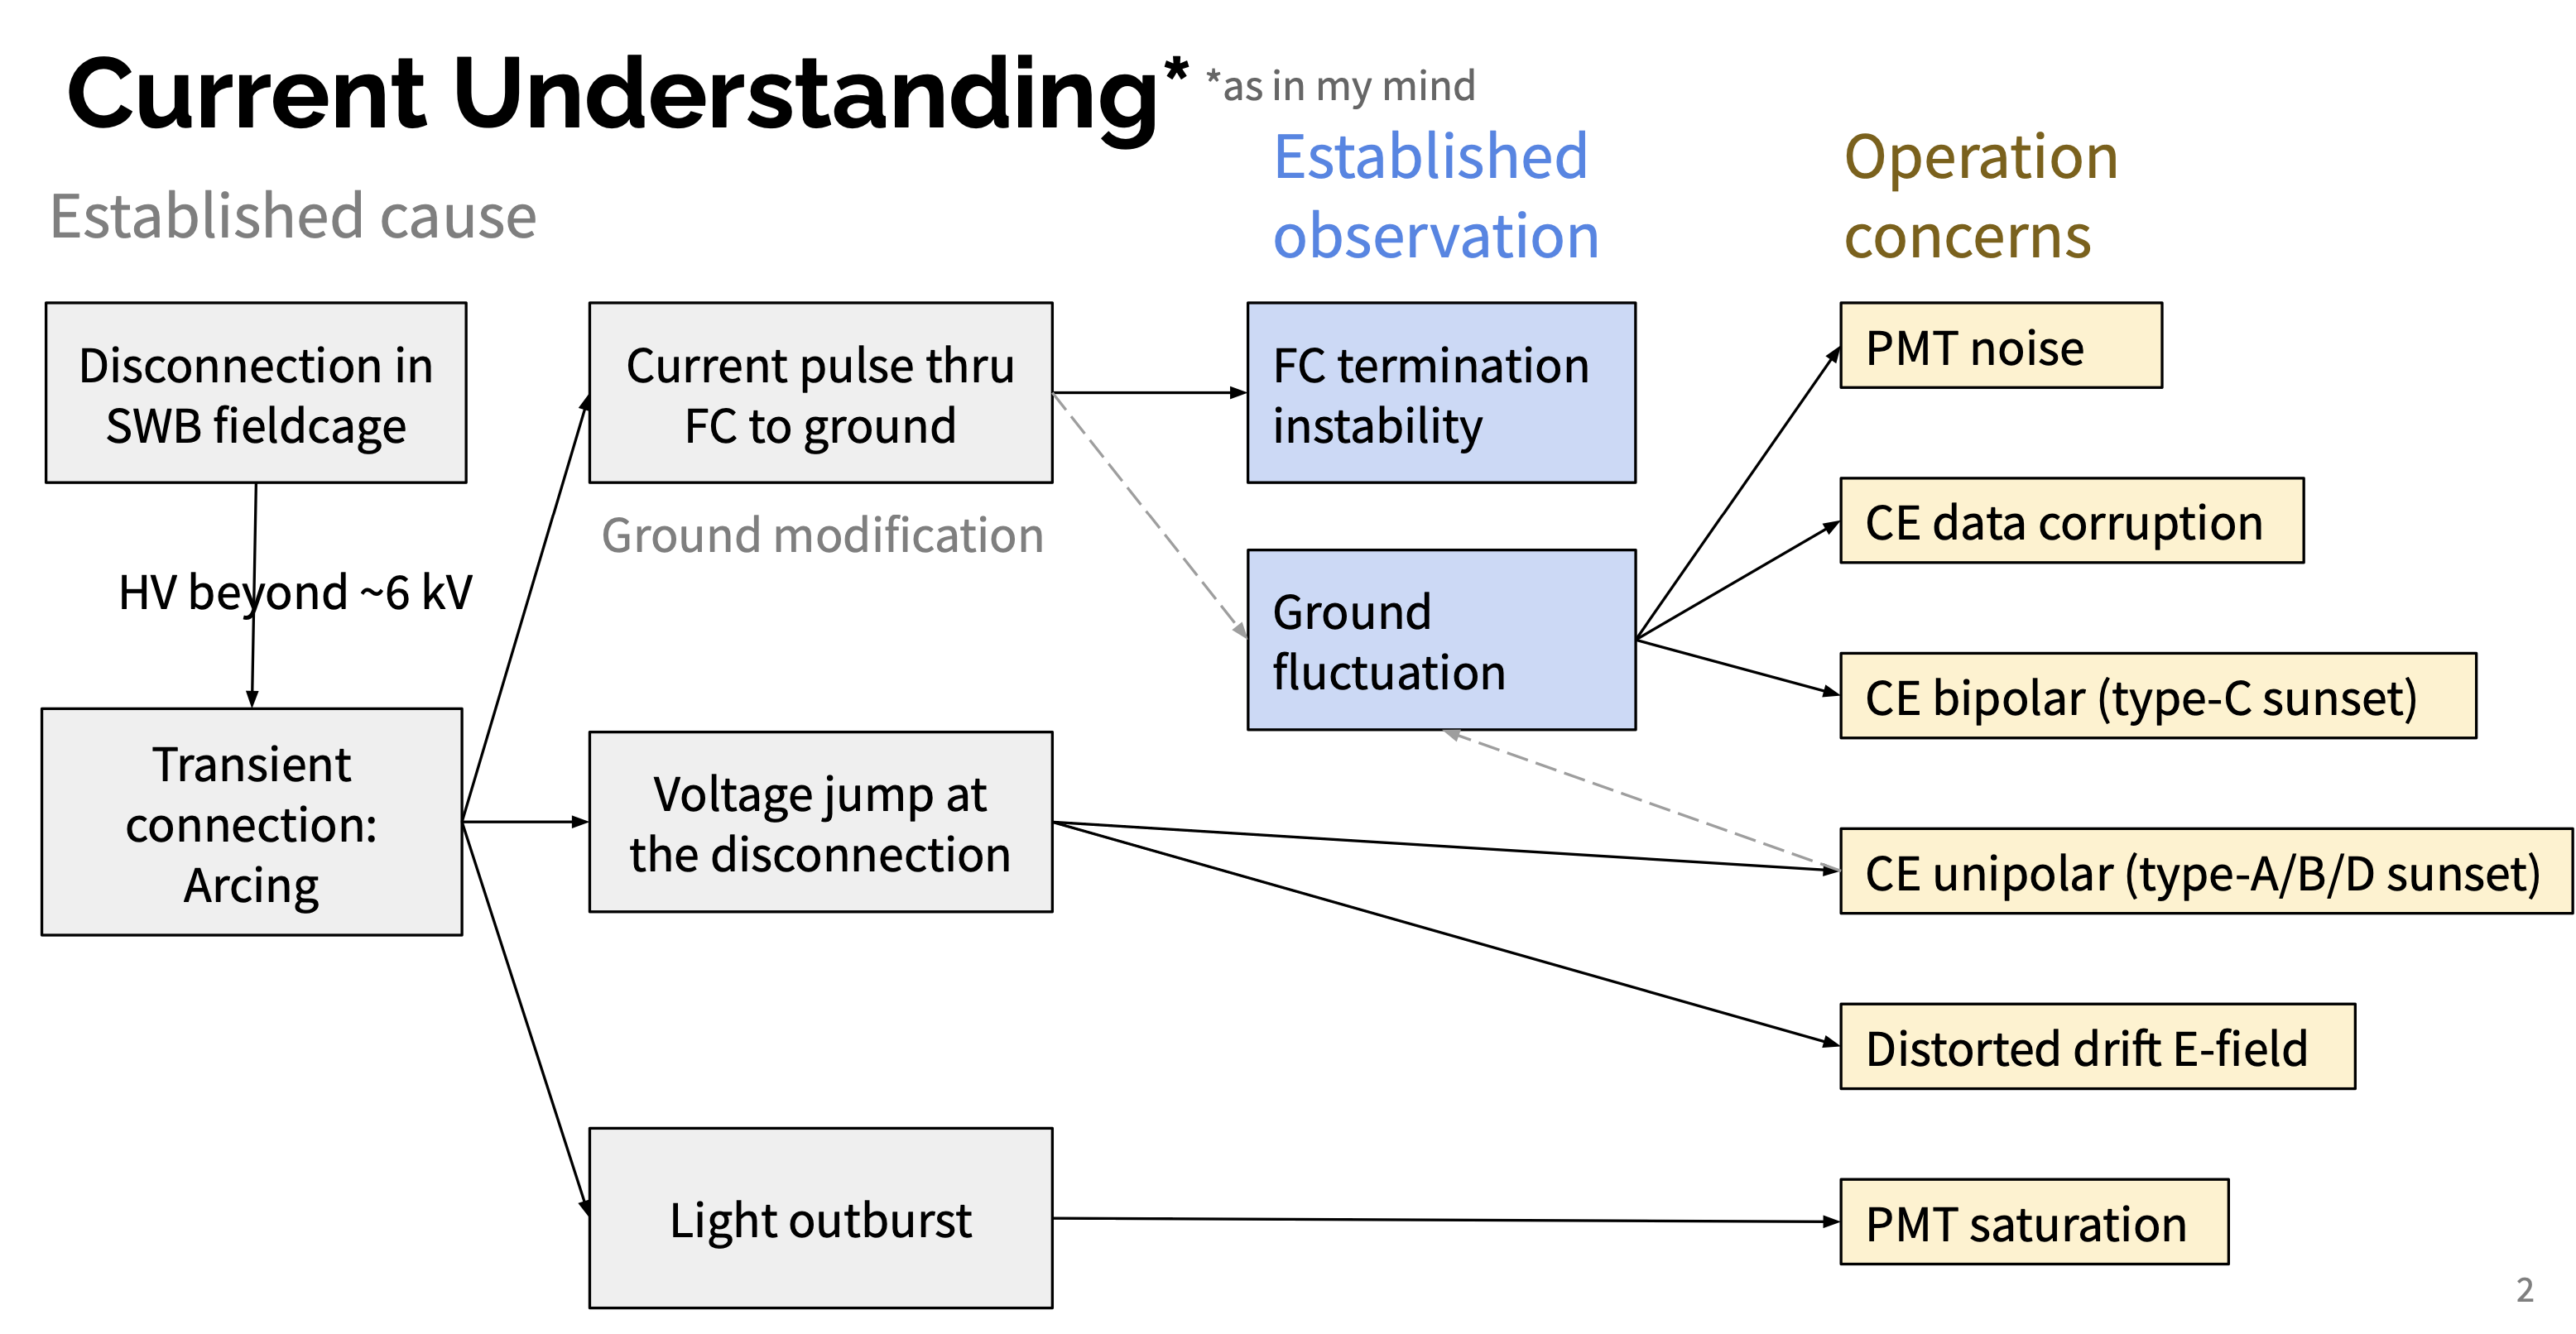 Current Understanding*
*as in my mind
Established cause
Established
observation
Operation
concerns
Disconnection in
SWB fieldcage
HV beyond ~6 kV
Transient
connection:
Arcing
Current pulse thru
FC to ground
Ground modification
Voltage jump at
the disconnection
Light outburst
FC termination
instability
Ground
fluctuation
PMT noise
CE data corruption
CE bipolar (type-C sunset)
CE unipolar (type-A/B/D sunset)
Distorted drift E-field
PMT saturation
2